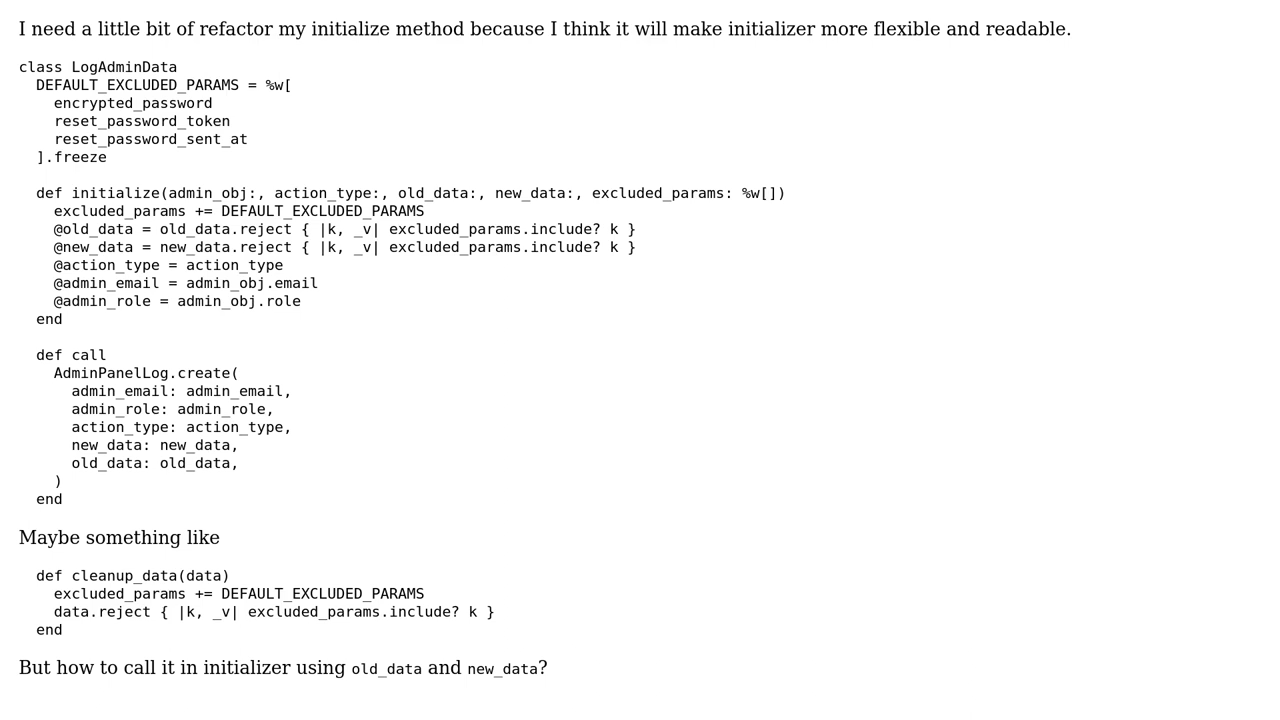 I need a little bit of refactor my initialize method because I think it will make initializer more flexible and readable.
class LogAdminData
  DEFAULT_EXCLUDED_PARAMS = %w[
    encrypted_password
    reset_password_token
    reset_password_sent_at
  ].freeze
  def initialize(admin_obj:, action_type:, old_data:, new_data:, excluded_params: %w[])
    excluded_params += DEFAULT_EXCLUDED_PARAMS
    @old_data = old_data.reject { |k, _v| excluded_params.include? k }
    @new_data = new_data.reject { |k, _v| excluded_params.include? k }
    @action_type = action_type
    @admin_email = admin_obj.email
    @admin_role = admin_obj.role
  end
  def call
    AdminPanelLog.create(
      admin_email: admin_email,
      admin_role: admin_role,
      action_type: action_type,
      new_data: new_data,
      old_data: old_data,
    )
  end
Maybe something like
  def cleanup_data(data)
    excluded_params += DEFAULT_EXCLUDED_PARAMS
    data.reject { |k, _v| excluded_params.include? k }
  end
But how to call it in initializer using old_data and new_data?